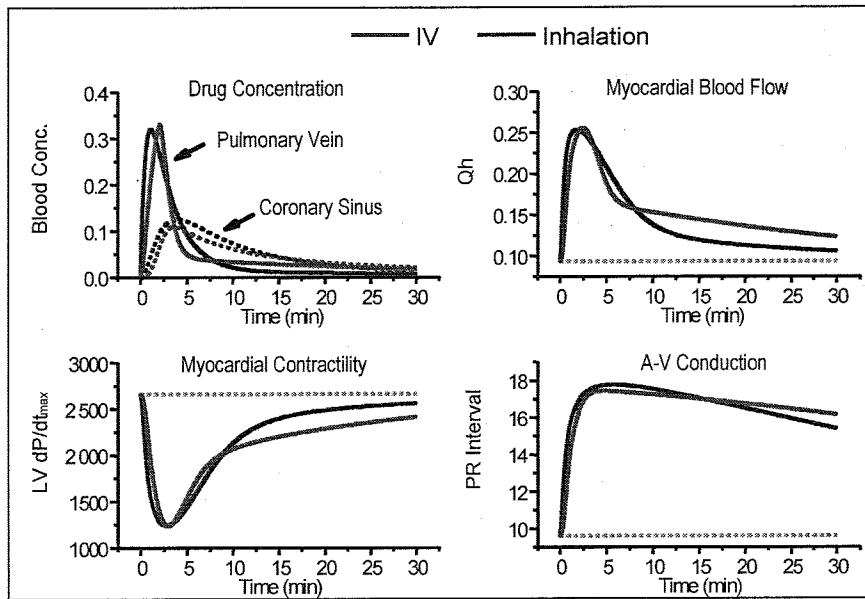 IV Inhalation
Drug Concentration
Blood Conc.
0.4
0.3
0.2
0.1
0.0
Pulmonary Vein
Coronary Sinus
0 5 10 15 20 25 30
Time (min)
Myocardial Blood Flow
Qh
0.30
0.25
0.20
0.15
0.10
0 5 10 15 20 25 30
Time (min)
Myocardial Contractility
LV dP/dtmax
3000
2500
2000
1500
1000
0 5 10 15 20 25 30
Time (min)
A-V Conduction
PR Interval
18
16
14
12
10
0 5 10 15 20 25 30
Time (min)